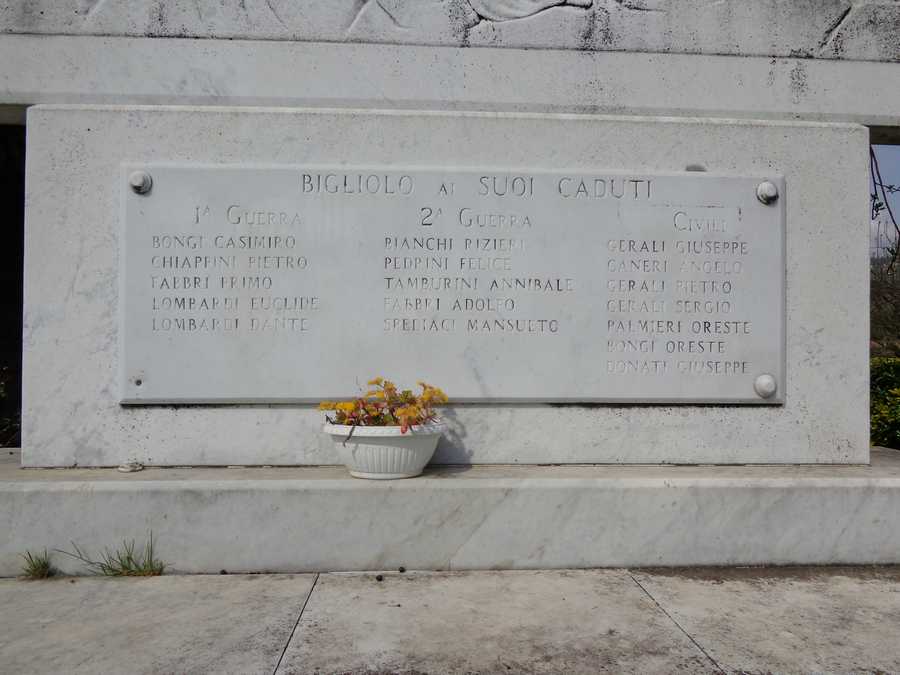 BIGLIOLO AI SUOI CADUTI
1A GUERRA
BONGI CASIMIRO
CHIAPPINI PIETRO
FABBRI PRIMO
LOMBARDI EUCLIDE
LOMBARDI DANTE
2A GUERRA
BIANCHI RIZIERI
PEDRINI FELICE
TAMBURINI ANNIBALE
FABBRI ADOLFO
SPEDIACI MANSUETO
CIVILI
GERALI GIUSEPPE
GANERI ANGELO
GERALI PIETRO
GERALI SERGIO
PALMIERI ORESTE
BONGI ORESTE
DONATI GIUSEPPE